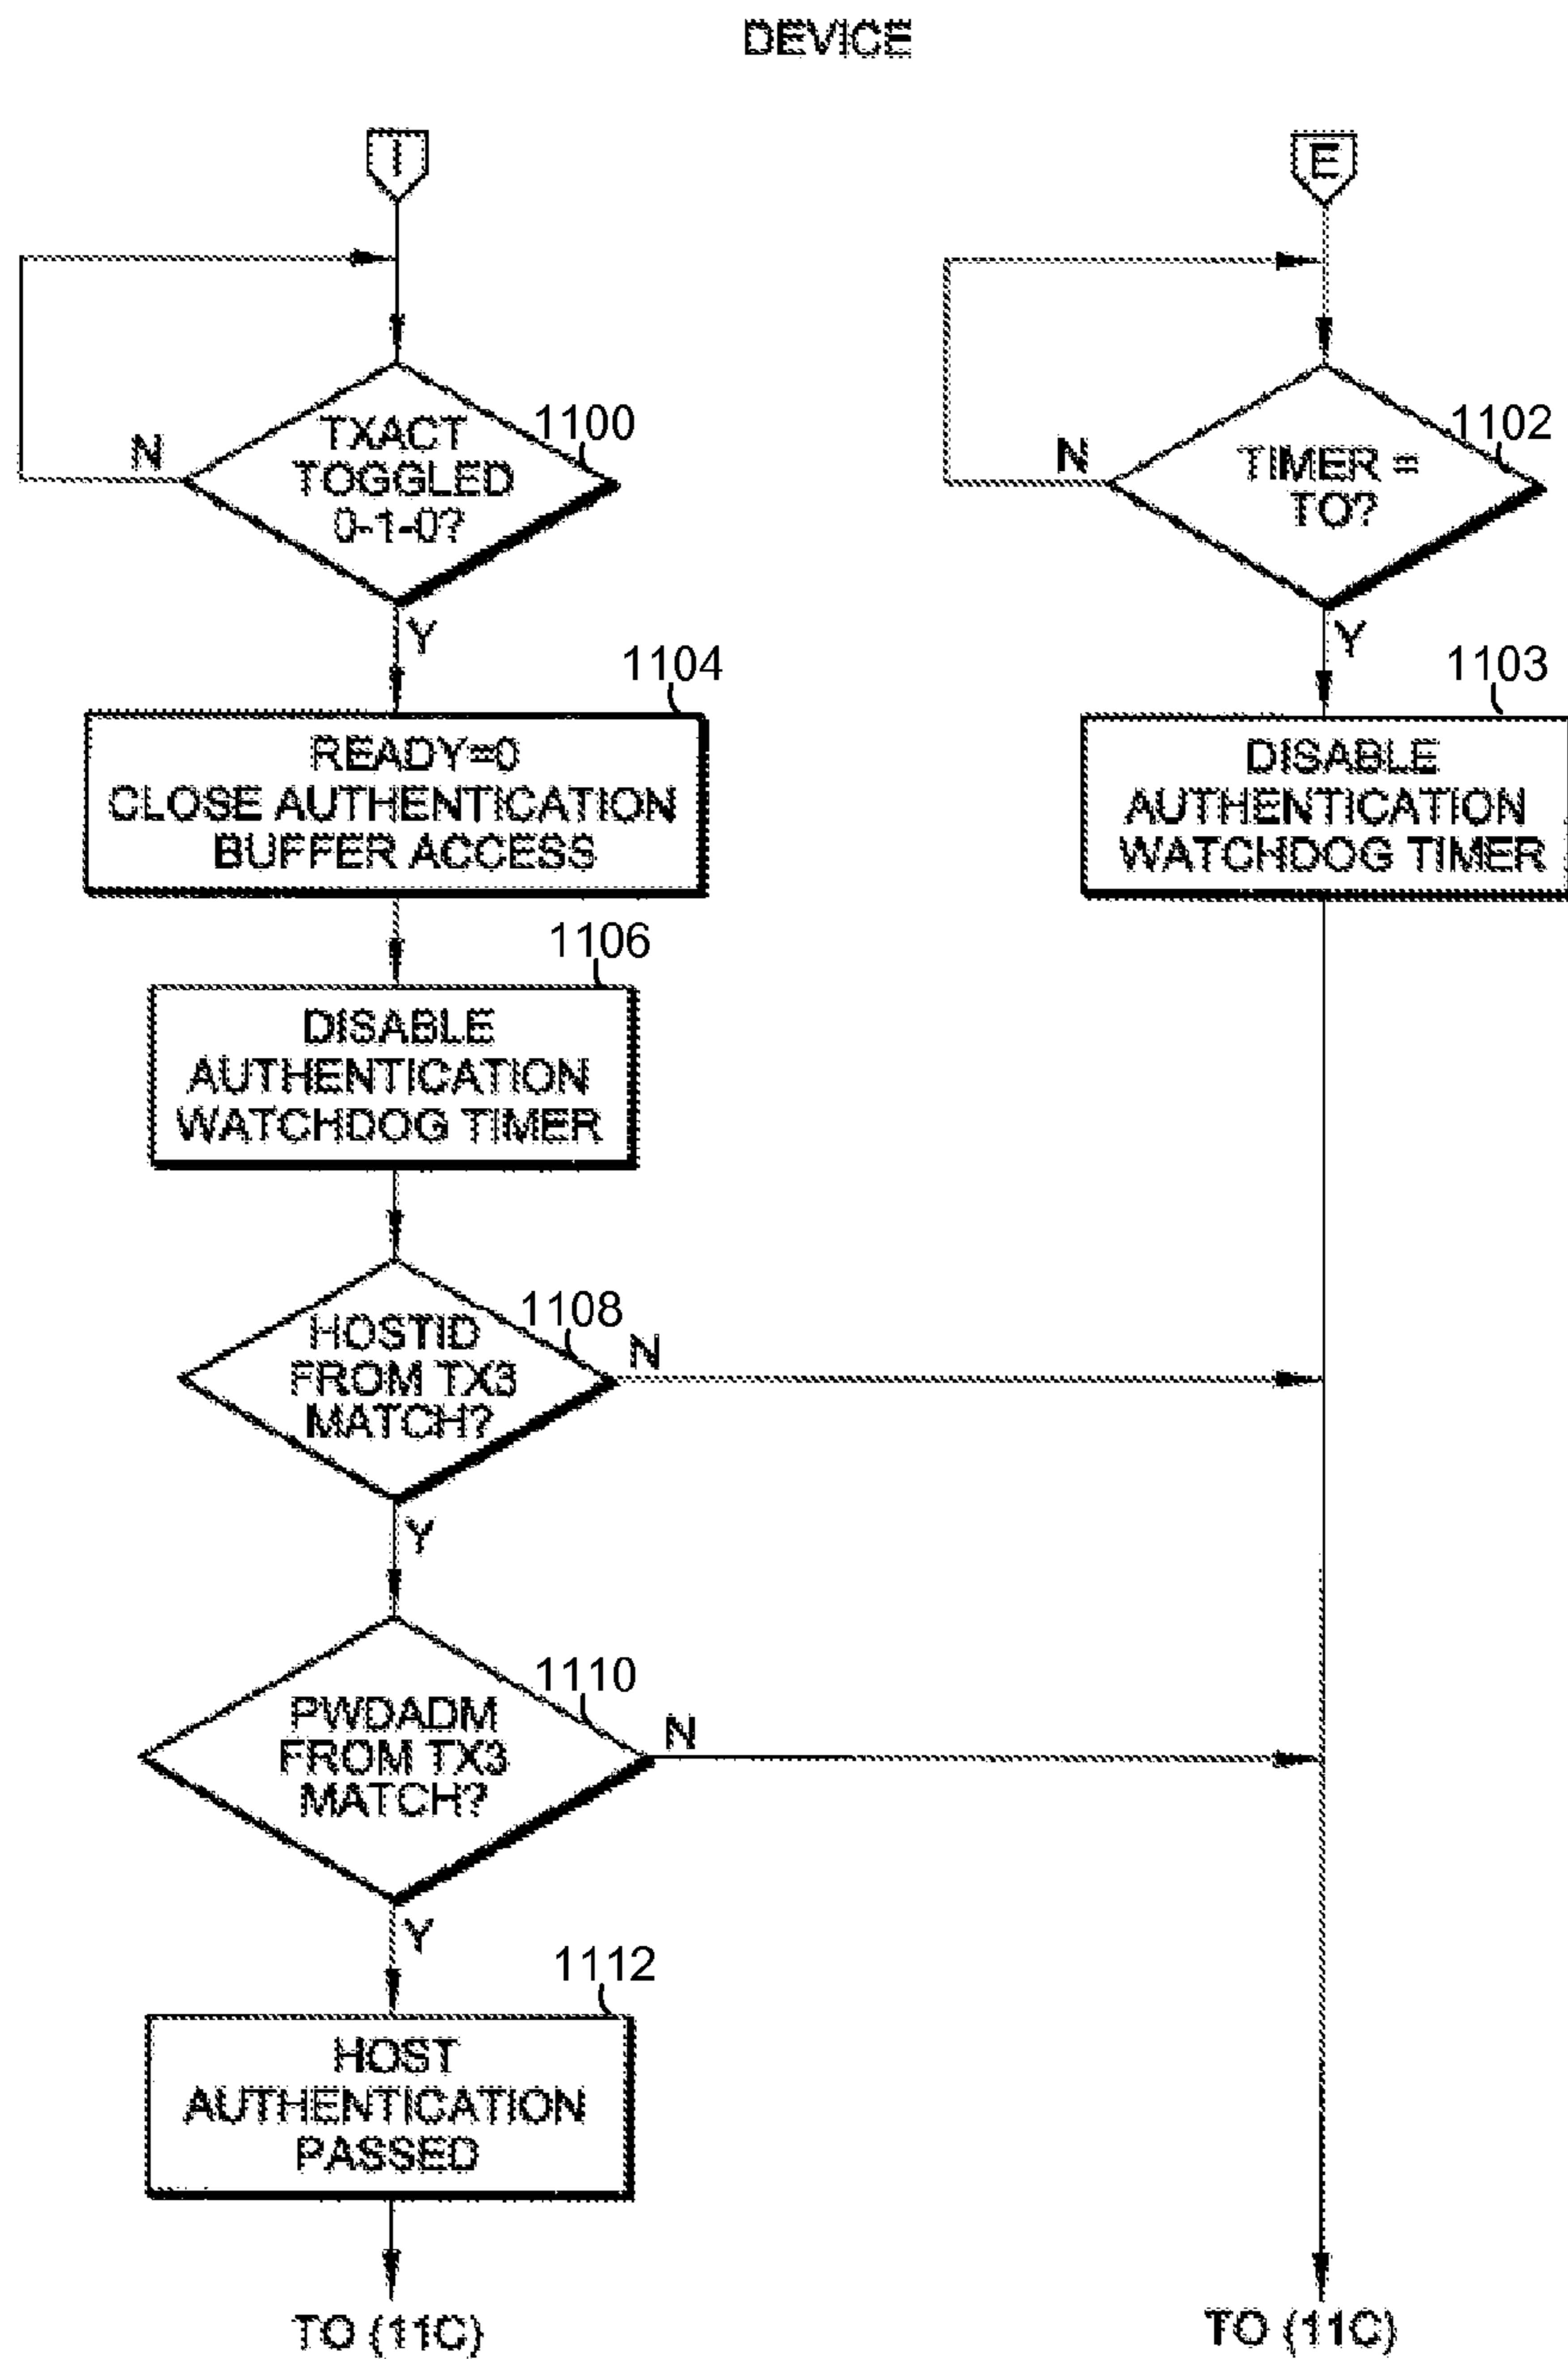 DEVICE
I
E
N
TXACT
TOGGLED
0-1-0?
1100
Y
N
TIMER =
TO?
1102
Y
1104
READY=0
CLOSE AUTHENTICATION
BUFFER ACCESS
1103
DISABLE
AUTHENTICATION
WATCHDOG TIMER
1106
DISABLE
AUTHENTICATION
WATCHDOG TIMER
1108
HOSTID
FROM TX3
MATCH?
N
Y
1110
PWDADM
FROM TX3
MATCH?
N
Y
1112
HOST
AUTHENTICATION
PASSED
TO (11C)
TO (11C)